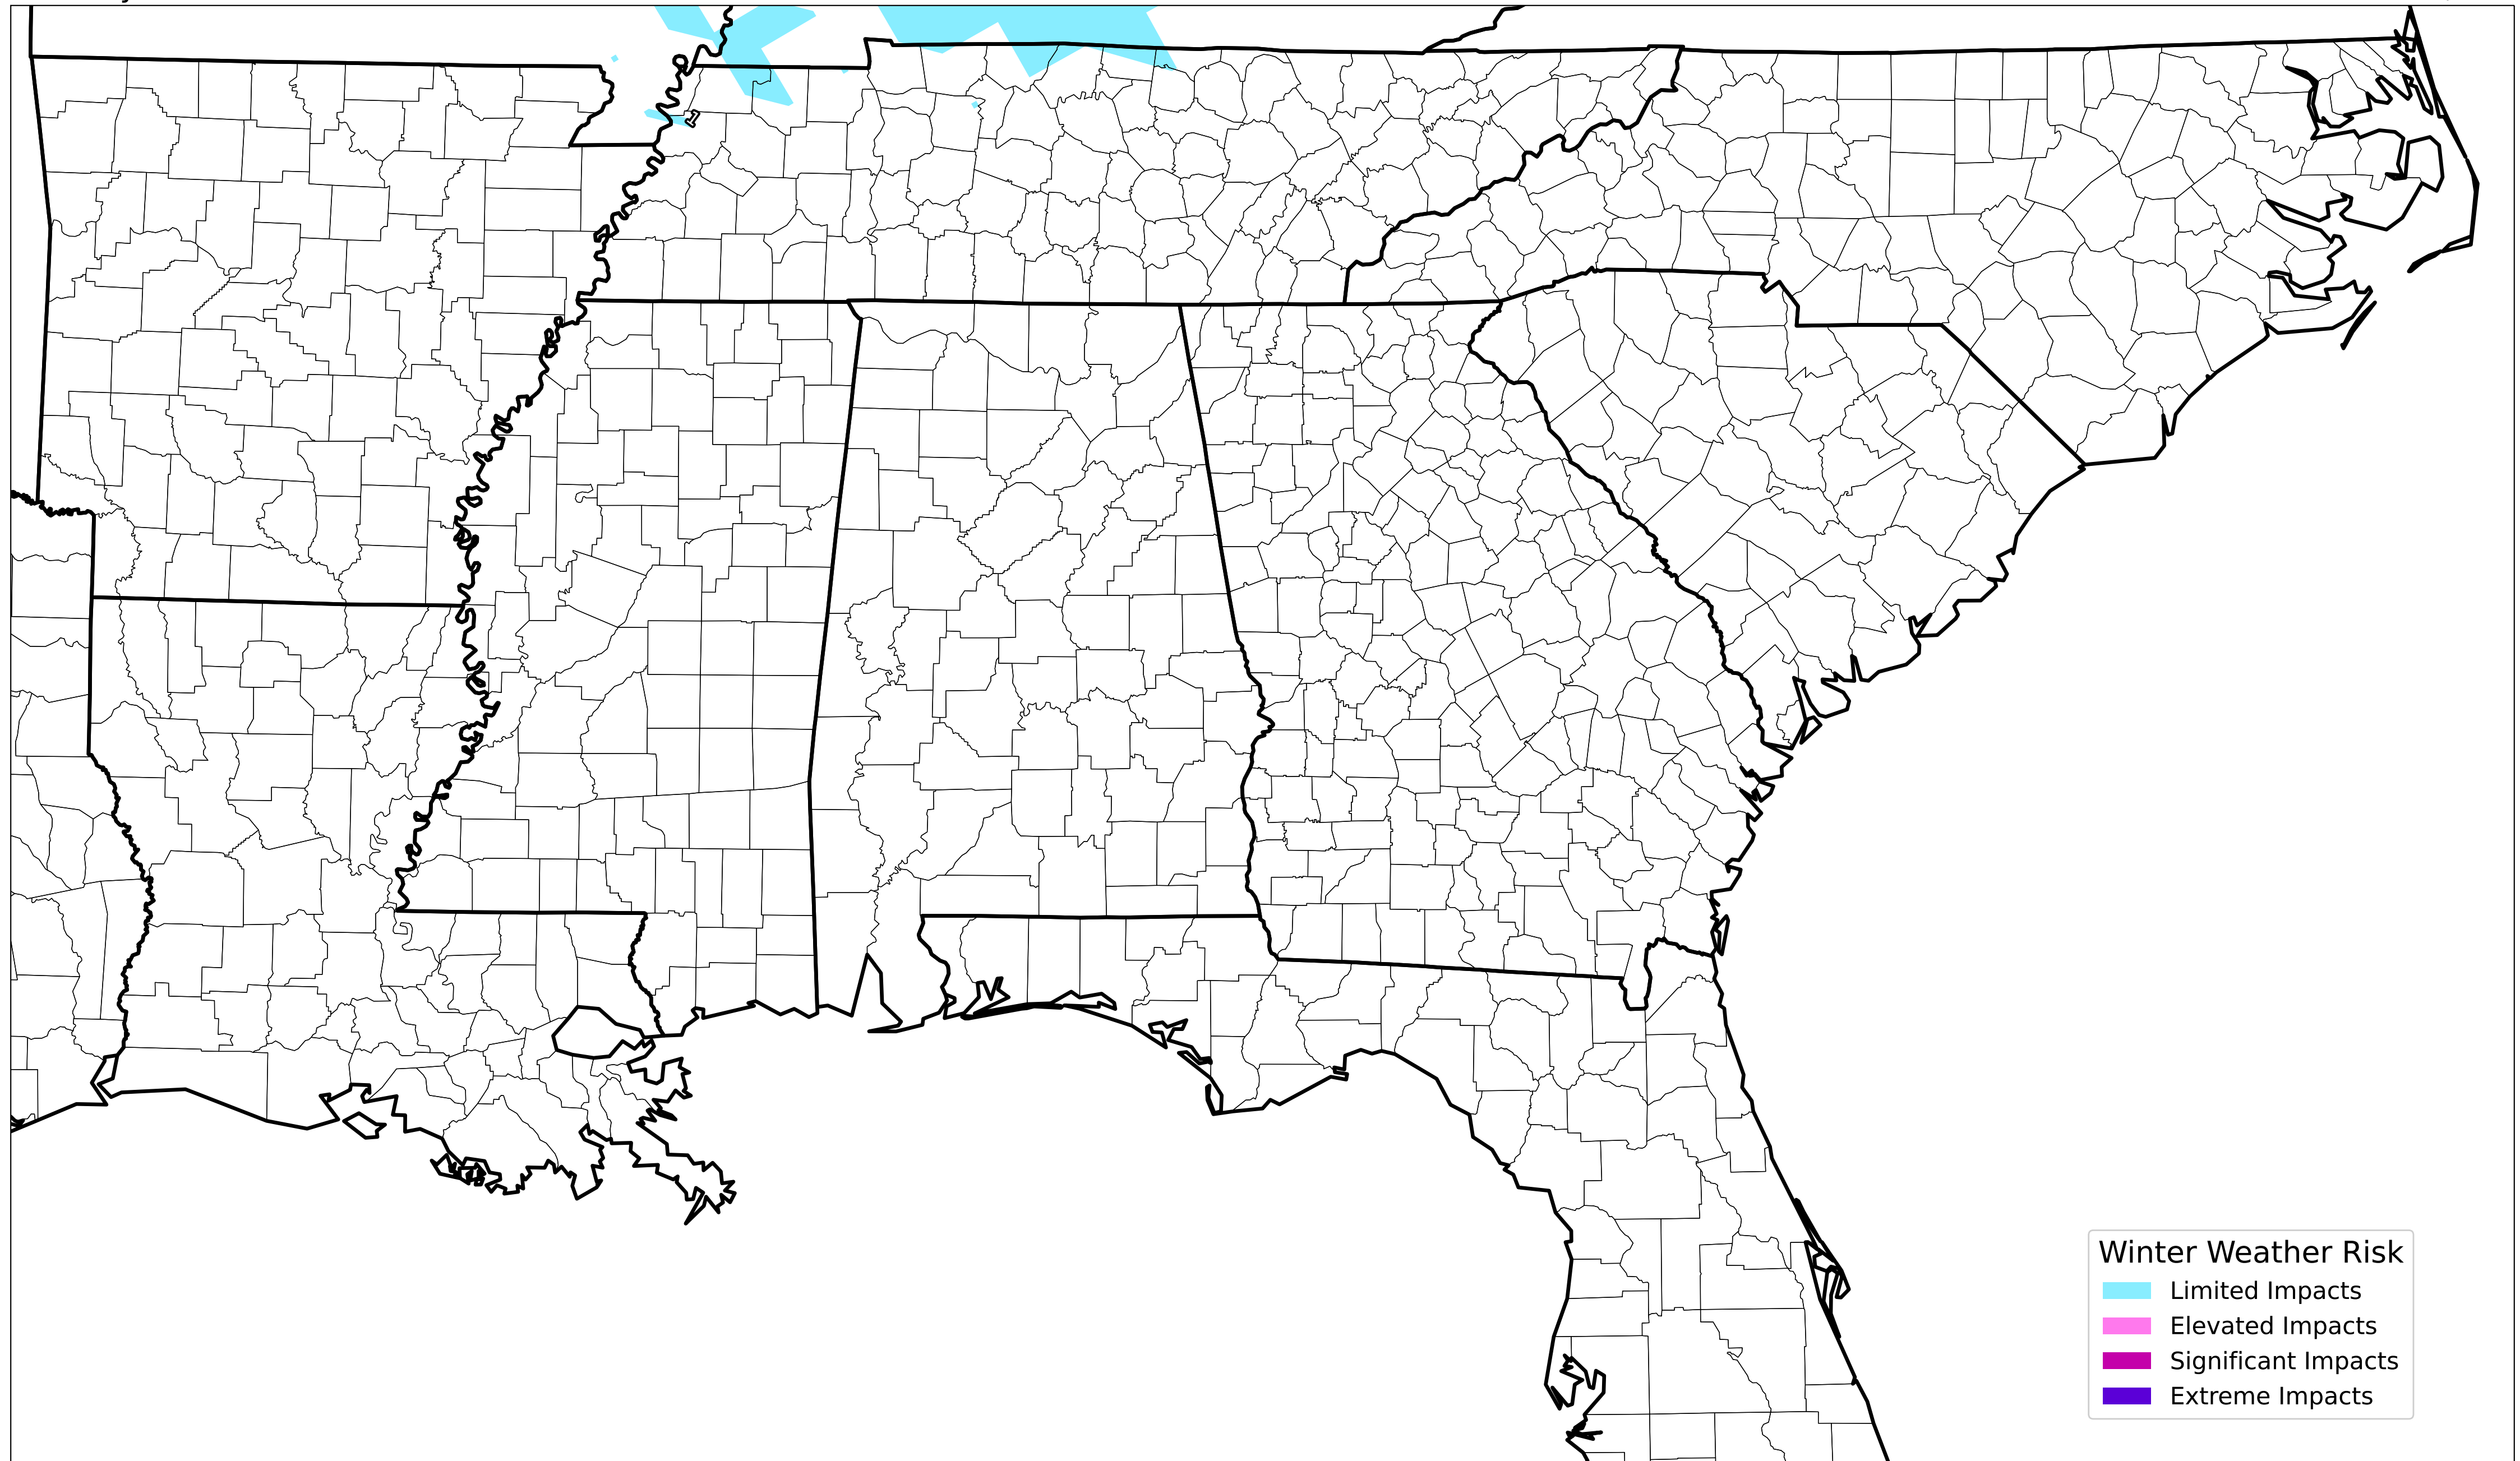 Winter Weather Risk
Limited Impacts
Elevated Impacts
Significant Impacts
Extreme Impacts